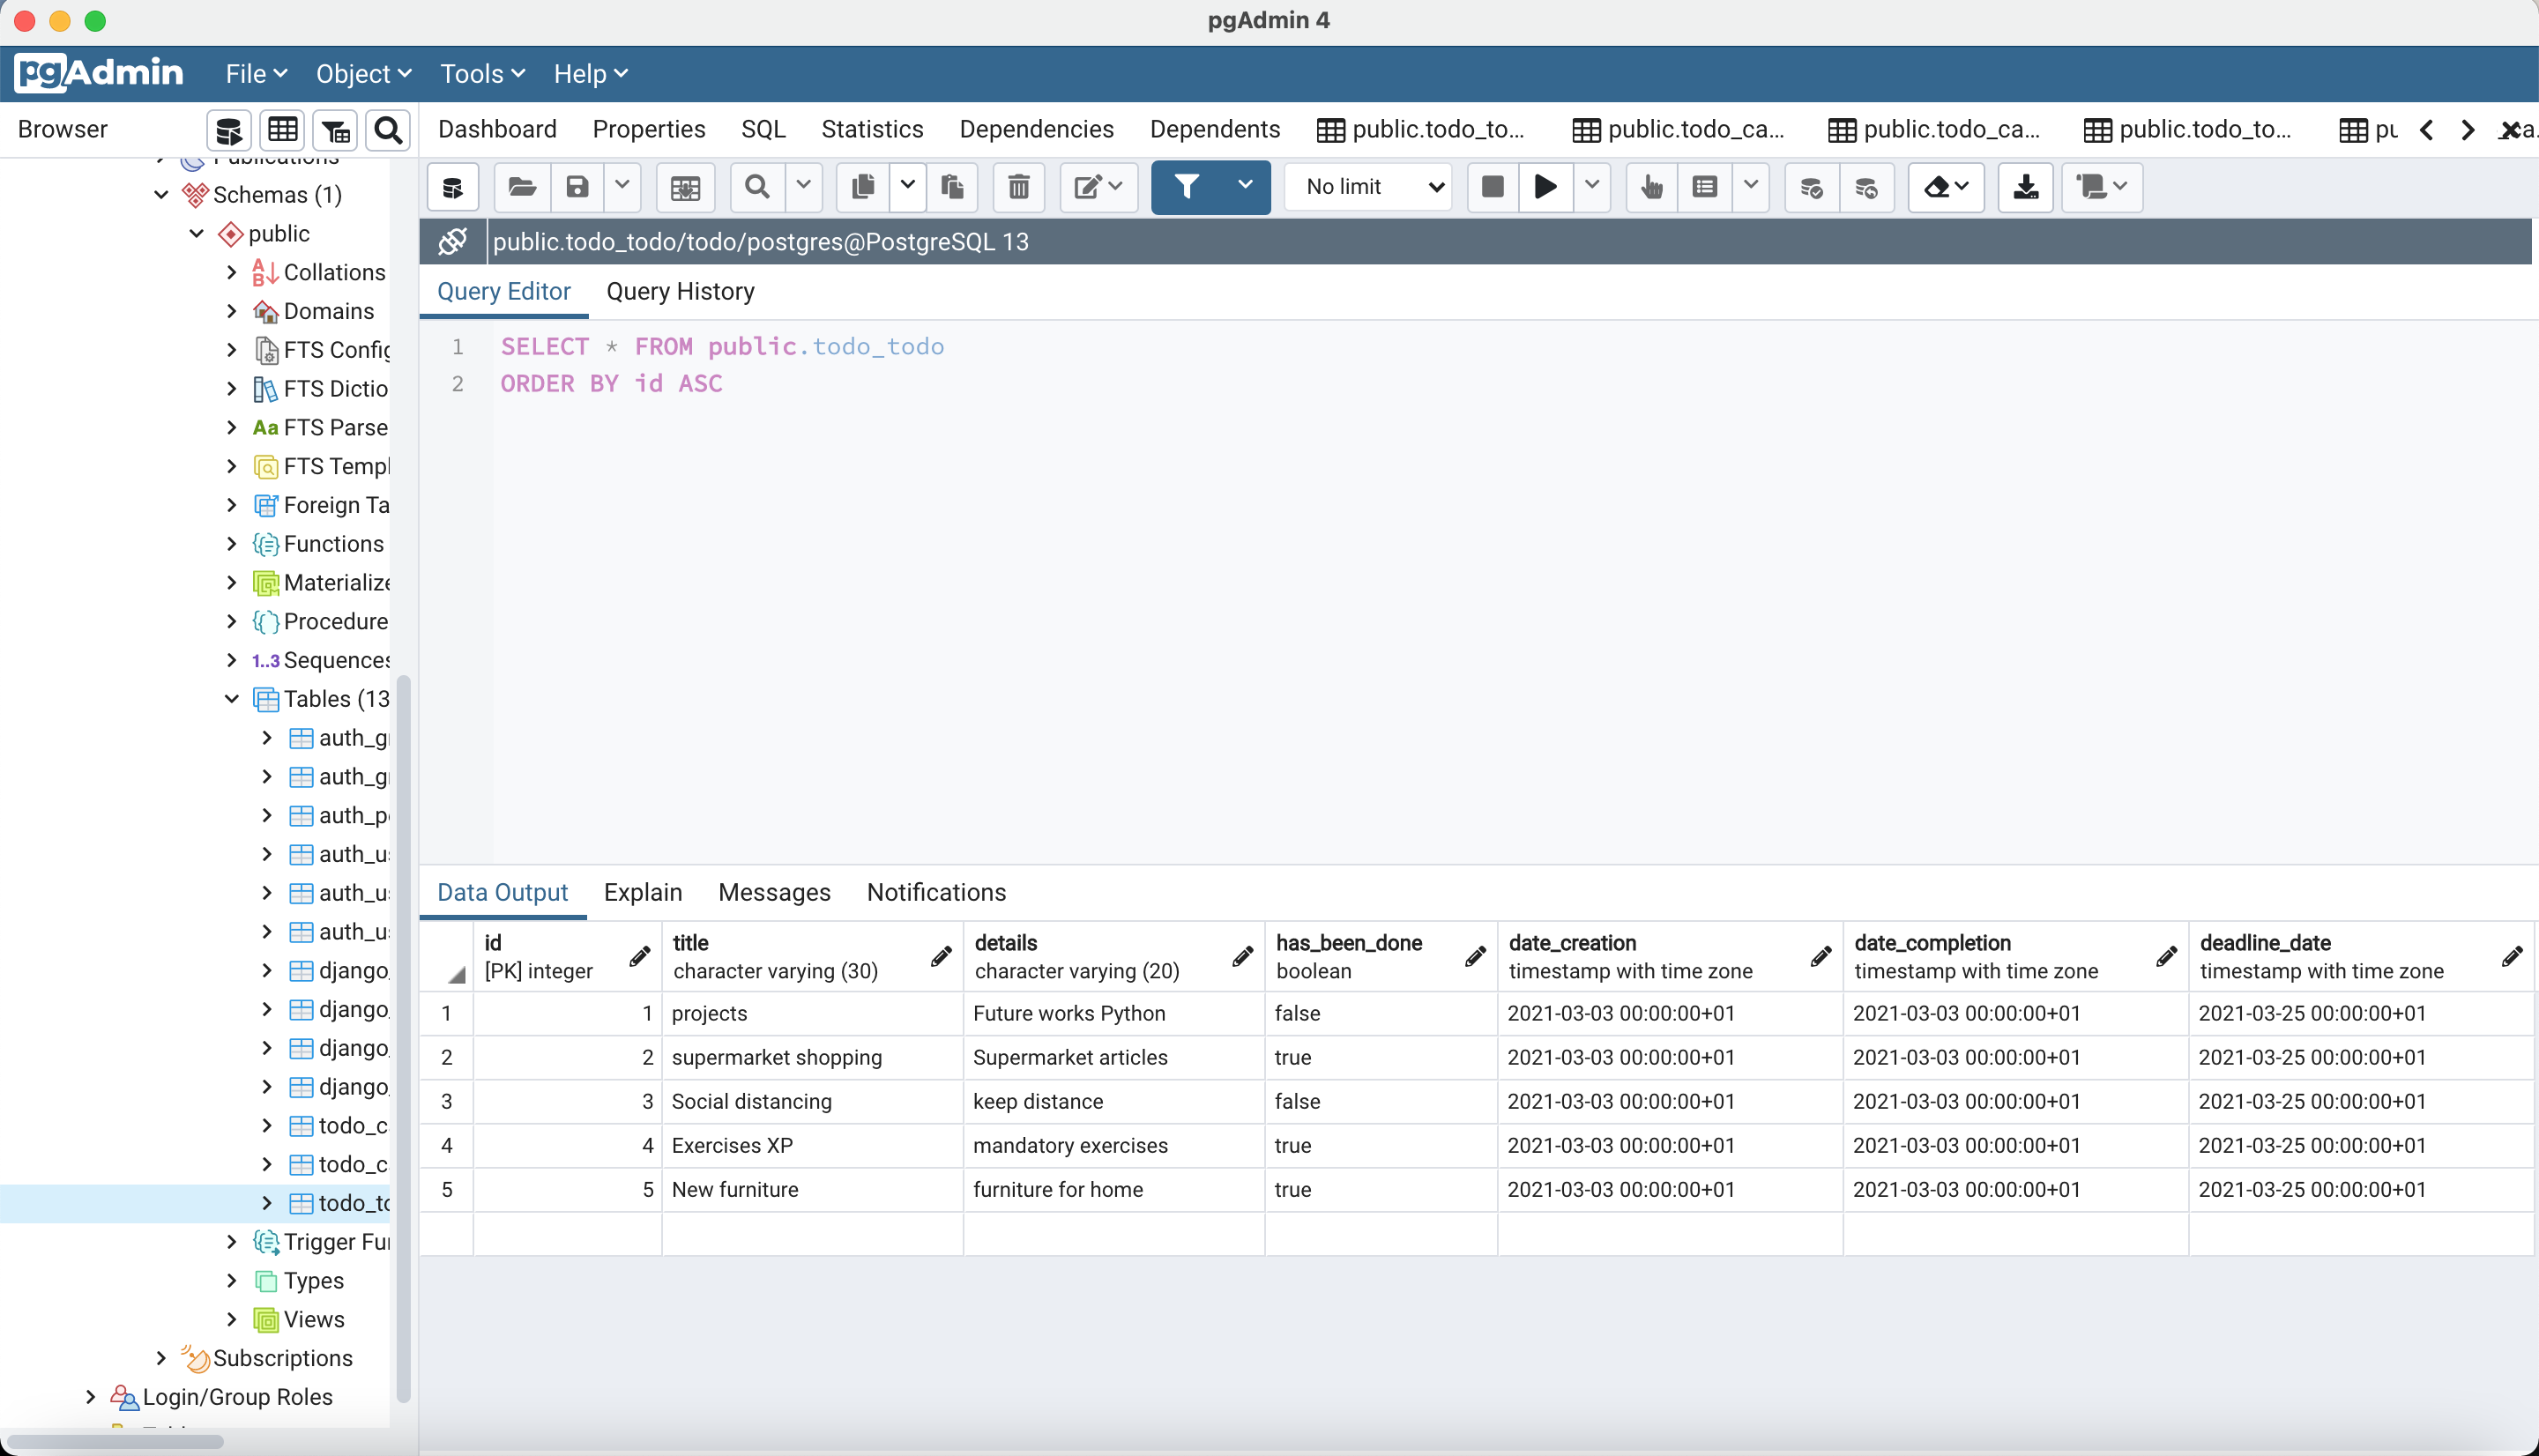 pgAdmin 4
pgAdmin File Object Tools Help
Browser Dashboard Properties SQL Statistics Dependencies Dependents public.todo_to... public.todo_ca... public.todo_ca... public.todo_to... pu
No limit
public.todo_todo/todo/postgres@PostgreSQL 13
Query Editor Query History
1 SELECT * FROM public.todo_todo
2 ORDER BY id ASC
Publications
Schemas (1)
public
Collations
Domains
FTS Config
FTS Dictio
Aa FTS Parse
FTS Templ
Foreign Ta
Functions
Materialize
Procedure
1..3 Sequences
Tables (13
auth_g
auth_g
auth_p
auth_u
auth_u
auth_u
django_
django_
django_
django_
todo_c
todo_c
todo_to
Trigger Fu
Types
Views
Subscriptions
Login/Group Roles
Data Output Explain Messages Notifications
id title details has_been_done date_creation date_completion deadline_date
[PK] integer character varying (30) character varying (20) boolean timestamp with time zone timestamp with time zone timestamp with time zone
1 1 projects Future works Python false 2021-03-03 00:00:00+01 2021-03-03 00:00:00+01 2021-03-25 00:00:00+01
2 2 supermarket shopping Supermarket articles true 2021-03-03 00:00:00+01 2021-03-03 00:00:00+01 2021-03-25 00:00:00+01
3 3 Social distancing keep distance false 2021-03-03 00:00:00+01 2021-03-03 00:00:00+01 2021-03-25 00:00:00+01
4 4 Exercises XP mandatory exercises true 2021-03-03 00:00:00+01 2021-03-03 00:00:00+01 2021-03-25 00:00:00+01
5 5 New furniture furniture for home true 2021-03-03 00:00:00+01 2021-03-03 00:00:00+01 2021-03-25 00:00:00+01